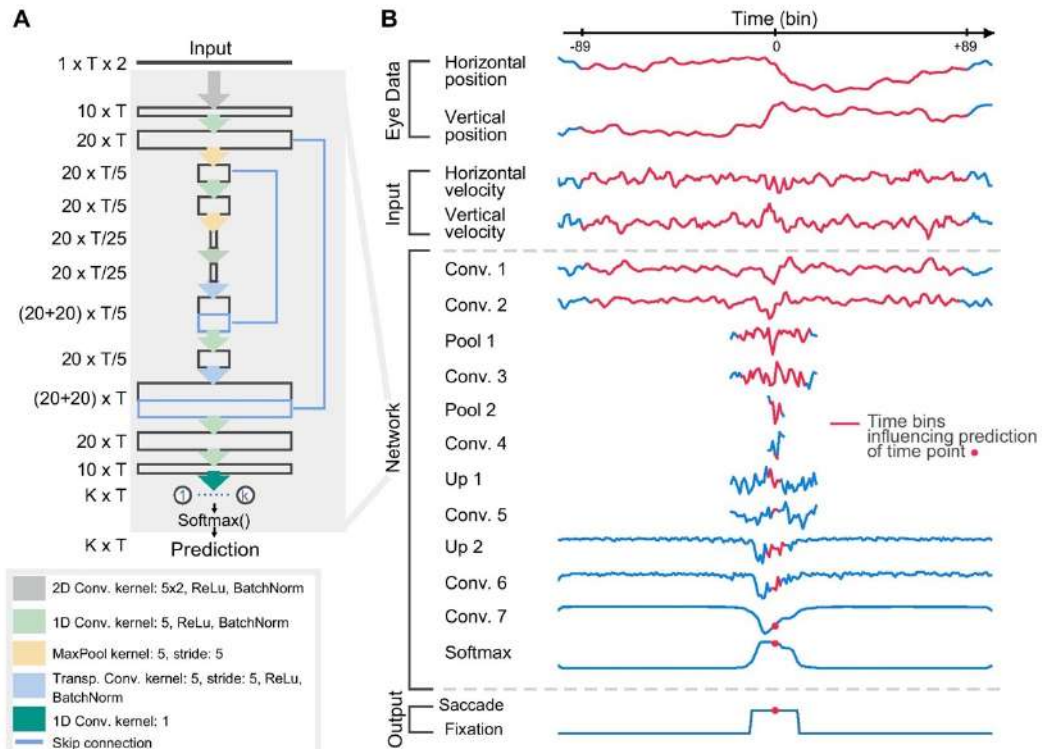 A
Input
1 x T x 2
10 x T
20 x T
20 x T/5
20 x T/5
20 x T/25
20 x T/25
(20+20) x T/5
20 x T/5
(20+20) x T
20 x T
10 x T
K x T
1 k
Softmax()
K x T
Prediction
2D Conv. kernel: 5x2, ReLu, BatchNorm
1D Conv. kernel: 5, ReLu, BatchNorm
MaxPool kernel: 5, stride: 5
Transp. Conv. kernel: 5, stride: 5, ReLu,
BatchNorm
1D Conv. kernel: 1
Skip connection
B
Time (bin)
-89 0 +89
Eye Data
Horizontal
position
Vertical
position
Input
Horizontal
velocity
Vertical
velocity
Network
Conv. 1
Conv. 2
Pool 1
Conv. 3
Pool 2
Conv. 4
Up 1
Conv. 5
Up 2
Conv. 6
Conv. 7
Softmax
Time bins
influencing prediction
of time point
Output
Saccade
Fixation